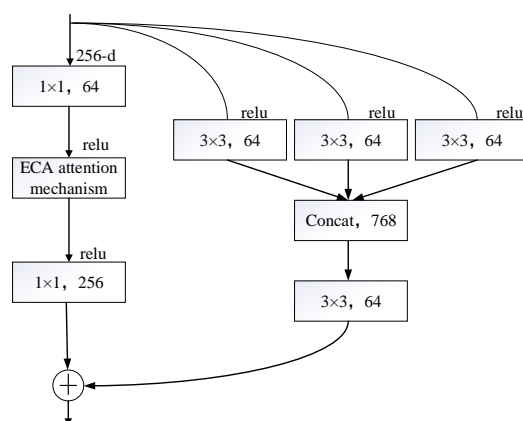 256-d
1×1, 64
relu
ECA attention
mechanism
relu
1×1, 256
relu
3×3, 64
relu
3×3, 64
relu
3×3, 64
Concat, 768
3×3, 64